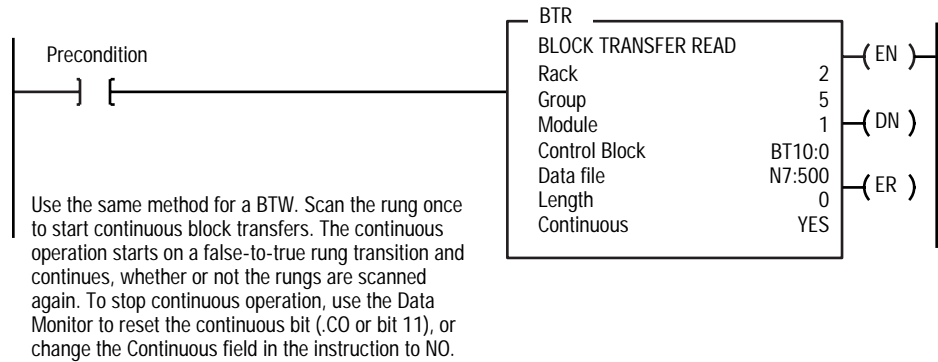 BTR
BLOCK TRANSFER READ
Rack 2
Group 5
Module 1
Control Block BT10:0
Data file N7:500
Length 0
Continuous YES
EN
DN
ER
Precondition
Use the same method for a BTW. Scan the rung once
to start continuous block transfers. The continuous
operation starts on a false-to-true rung transition and
continues, whether or not the rungs are scanned
again. To stop continuous operation, use the Data
Monitor to reset the continuous bit (.CO or bit 11), or
change the Continuous field in the instruction to NO.